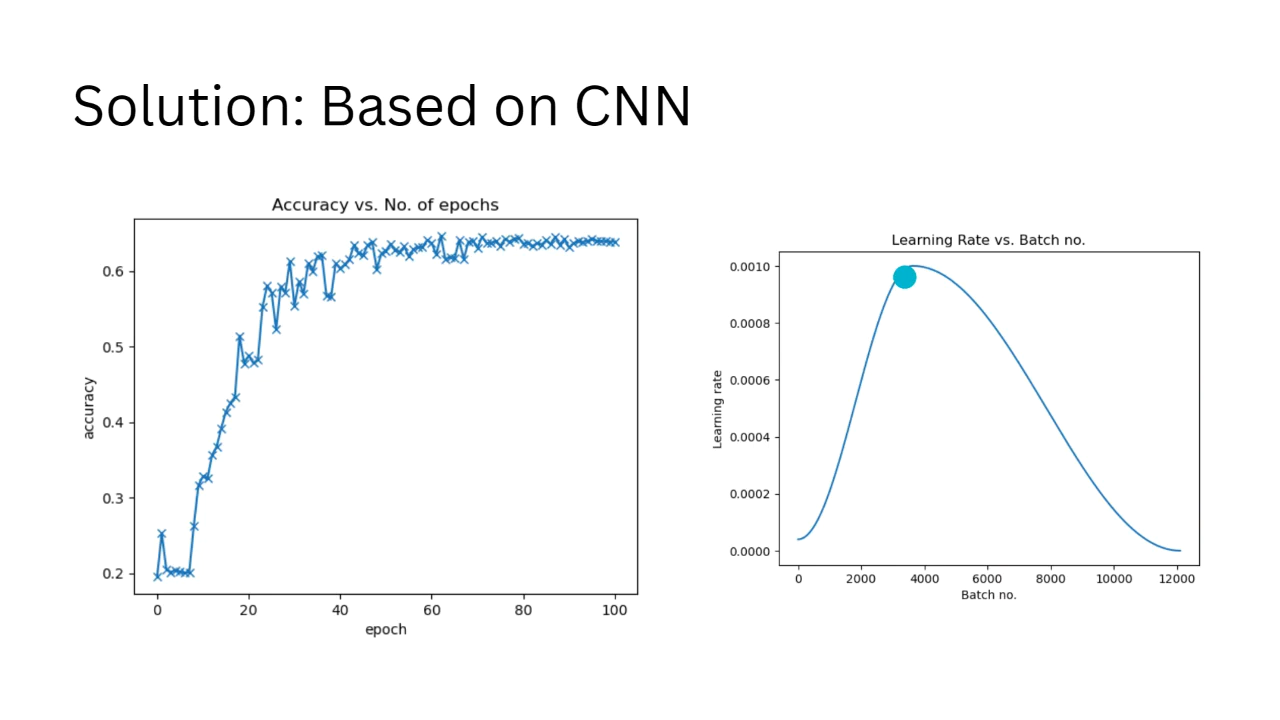 Solution: Based on CNN
Accuracy vs. No. of epochs
accuracy
0.6
0.5
0.4
0.3
0.2
0 20 40 60 80 100
epoch
Learning Rate vs. Batch no.
Learning rate
0.0010
0.0008
0.0006
0.0004
0.0002
0.0000
0 2000 4000 6000 8000 10000 12000
Batch no.